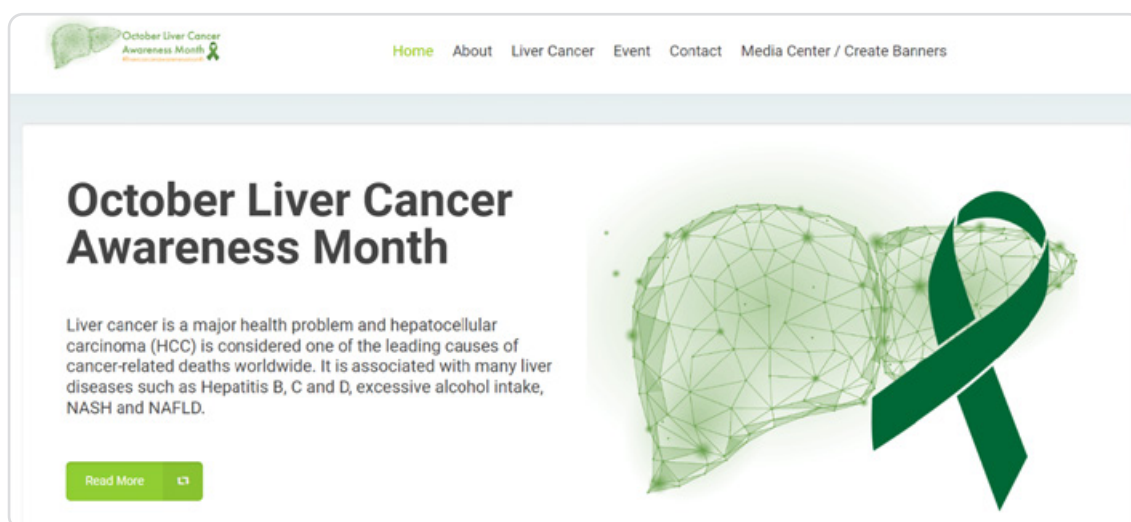 October Liver Cancer
Awareness Month
Home About Liver Cancer Event Contact Media Center / Create Banners
October Liver Cancer
Awareness Month
Liver cancer is a major health problem and hepatocellular
carcinoma (HCC) is considered one of the leading causes of
cancer-related deaths worldwide. It is associated with many liver
diseases such as Hepatitis B, C and D, excessive alcohol intake,
NASH and NAFLD.
Read More